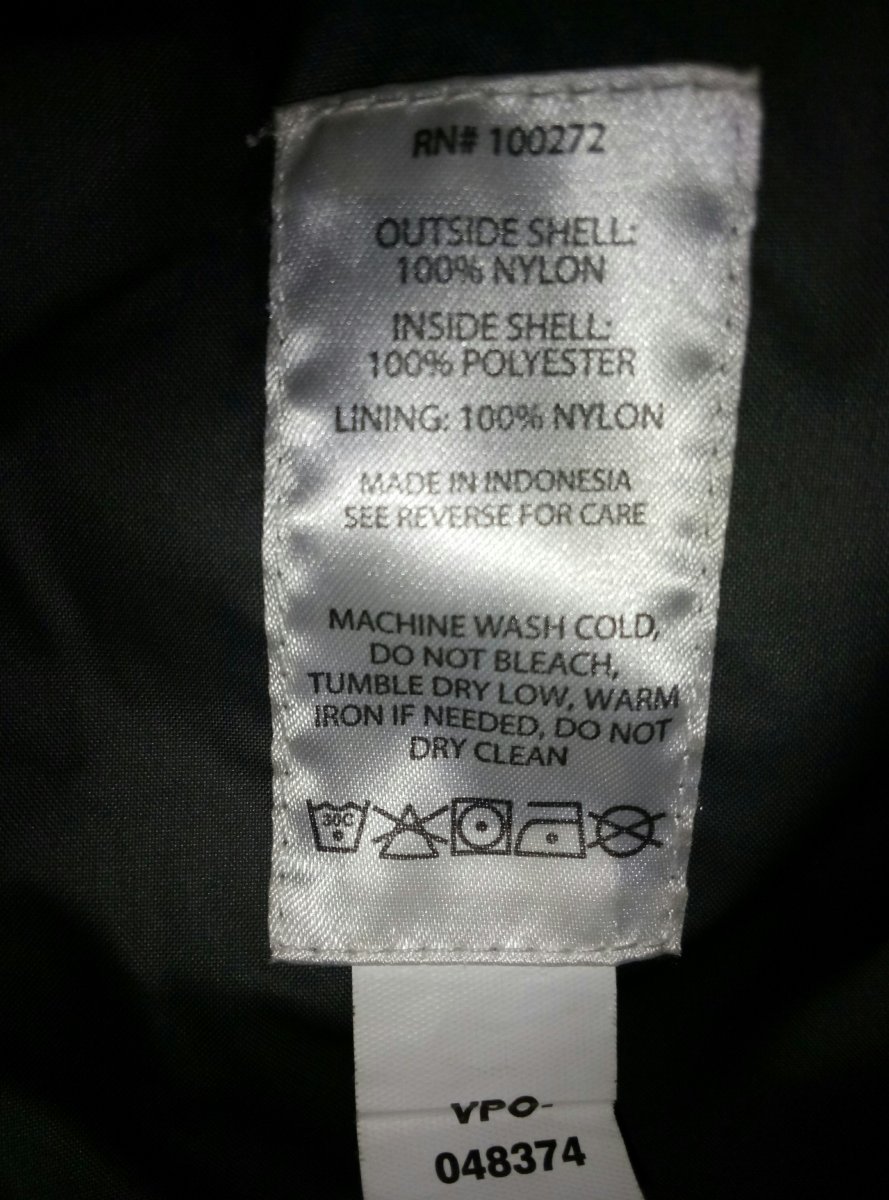 RN# 100272
OUTSIDE SHELL:
100% NYLON
INSIDE SHELL:
100% POLYESTER
LINING: 100% NYLON
MADE IN INDONESIA
SEE REVERSE FOR CARE
MACHINE WASH COLD,
DO NOT BLEACH,
TUMBLE DRY LOW, WARM
IRON IF NEEDED, DO NOT
DRY CLEAN
30C
VPO-
048374